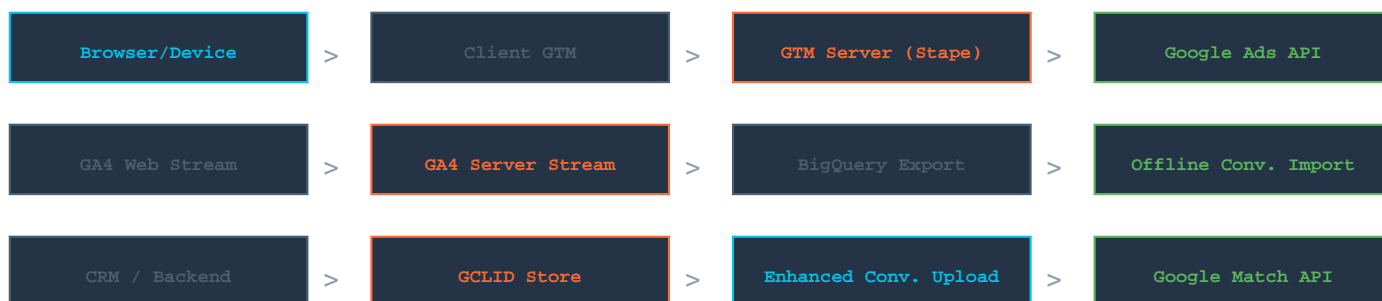 Browser/Device > Client GTM > GTM Server (Stape) > Google Ads API
GA4 Web Stream > GA4 Server Stream > BigQuery Export > Offline Conv. Import
CRM / Backend > GCLID Store > Enhanced Conv. Upload > Google Match API